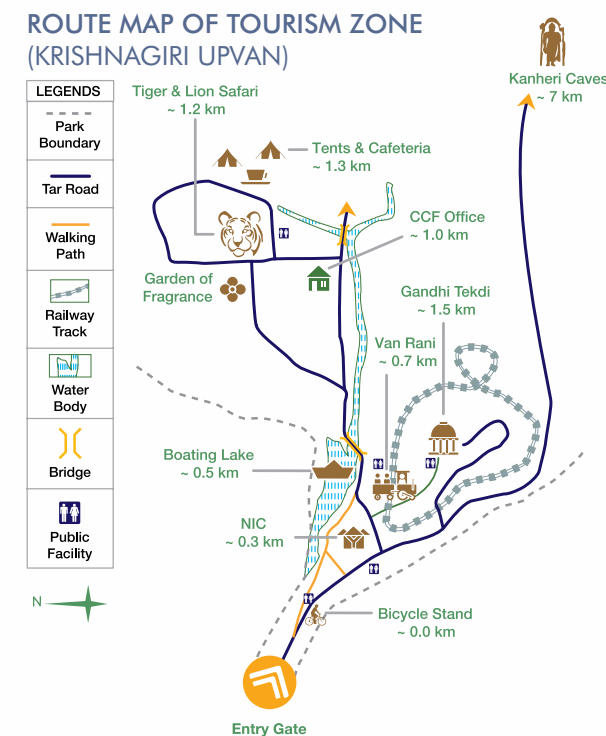 ROUTE MAP OF TOURISM ZONE
(KRISHNAGIRI UPVAN)
LEGENDS
Park
Boundary
Tar Road
Walking
Path
Railway
Track
Water
Body
Bridge
Public
Facility
N
Tiger & Lion Safari
~ 1.2 km
Kanheri Caves
~ 7 km
Tents & Cafeteria
~ 1.3 km
CCF Office
~ 1.0 km
Garden of
Fragrance
Gandhi Tekdi
~ 1.5 km
Van Rani
~ 0.7 km
Boating Lake
~ 0.5 km
NIC
~ 0.3 km
Bicycle Stand
~ 0.0 km
Entry Gate